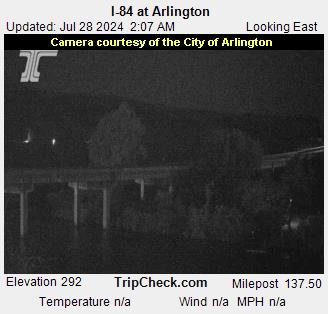 I-84 at Arlington
Updated: Jul 28 2024 2:07 AM Looking East
Camera courtesy of the City of Arlington
Elevation 292 TripCheck.com Milepost 137.50
Temperature n/a Wind n/a MPH n/a